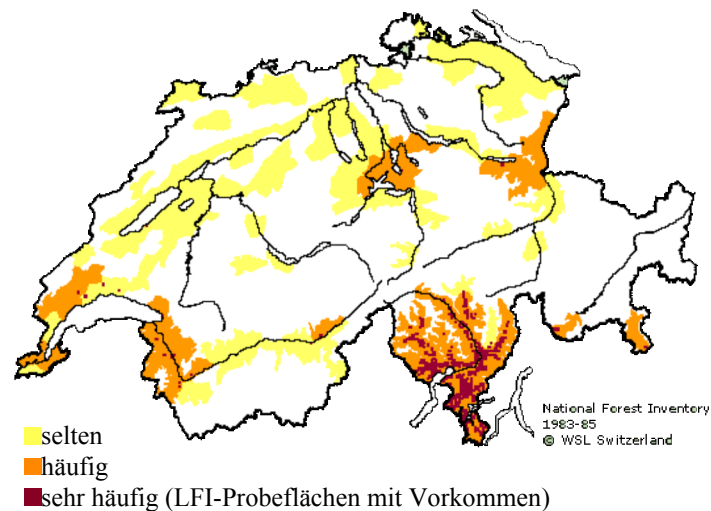 National Forest Inventory
1983-85
© WSL Switzerland
selten
häufig
sehr häufig (LFI-Probeflächen mit Vorkommen)